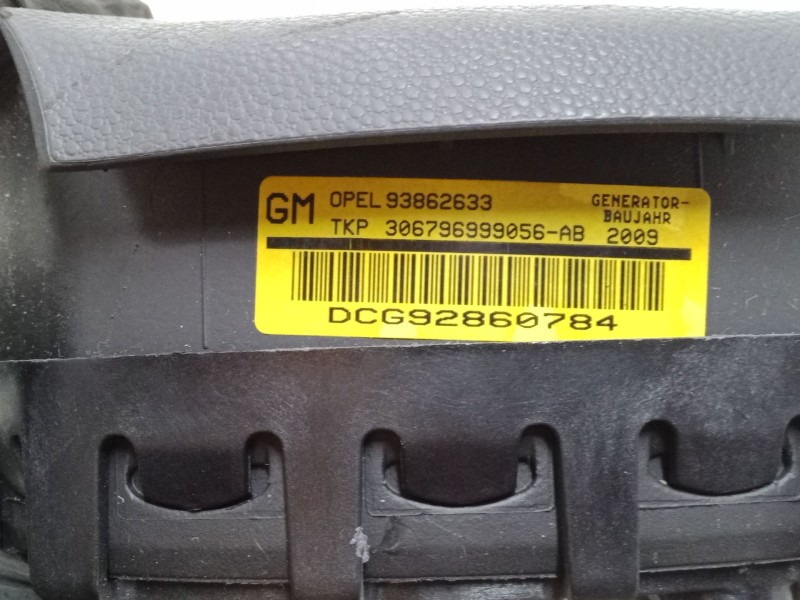 GM OPEL 93862633 GENERATOR-
BAUJAHR
TKP 306796999056-AB 2009
DCG92860784